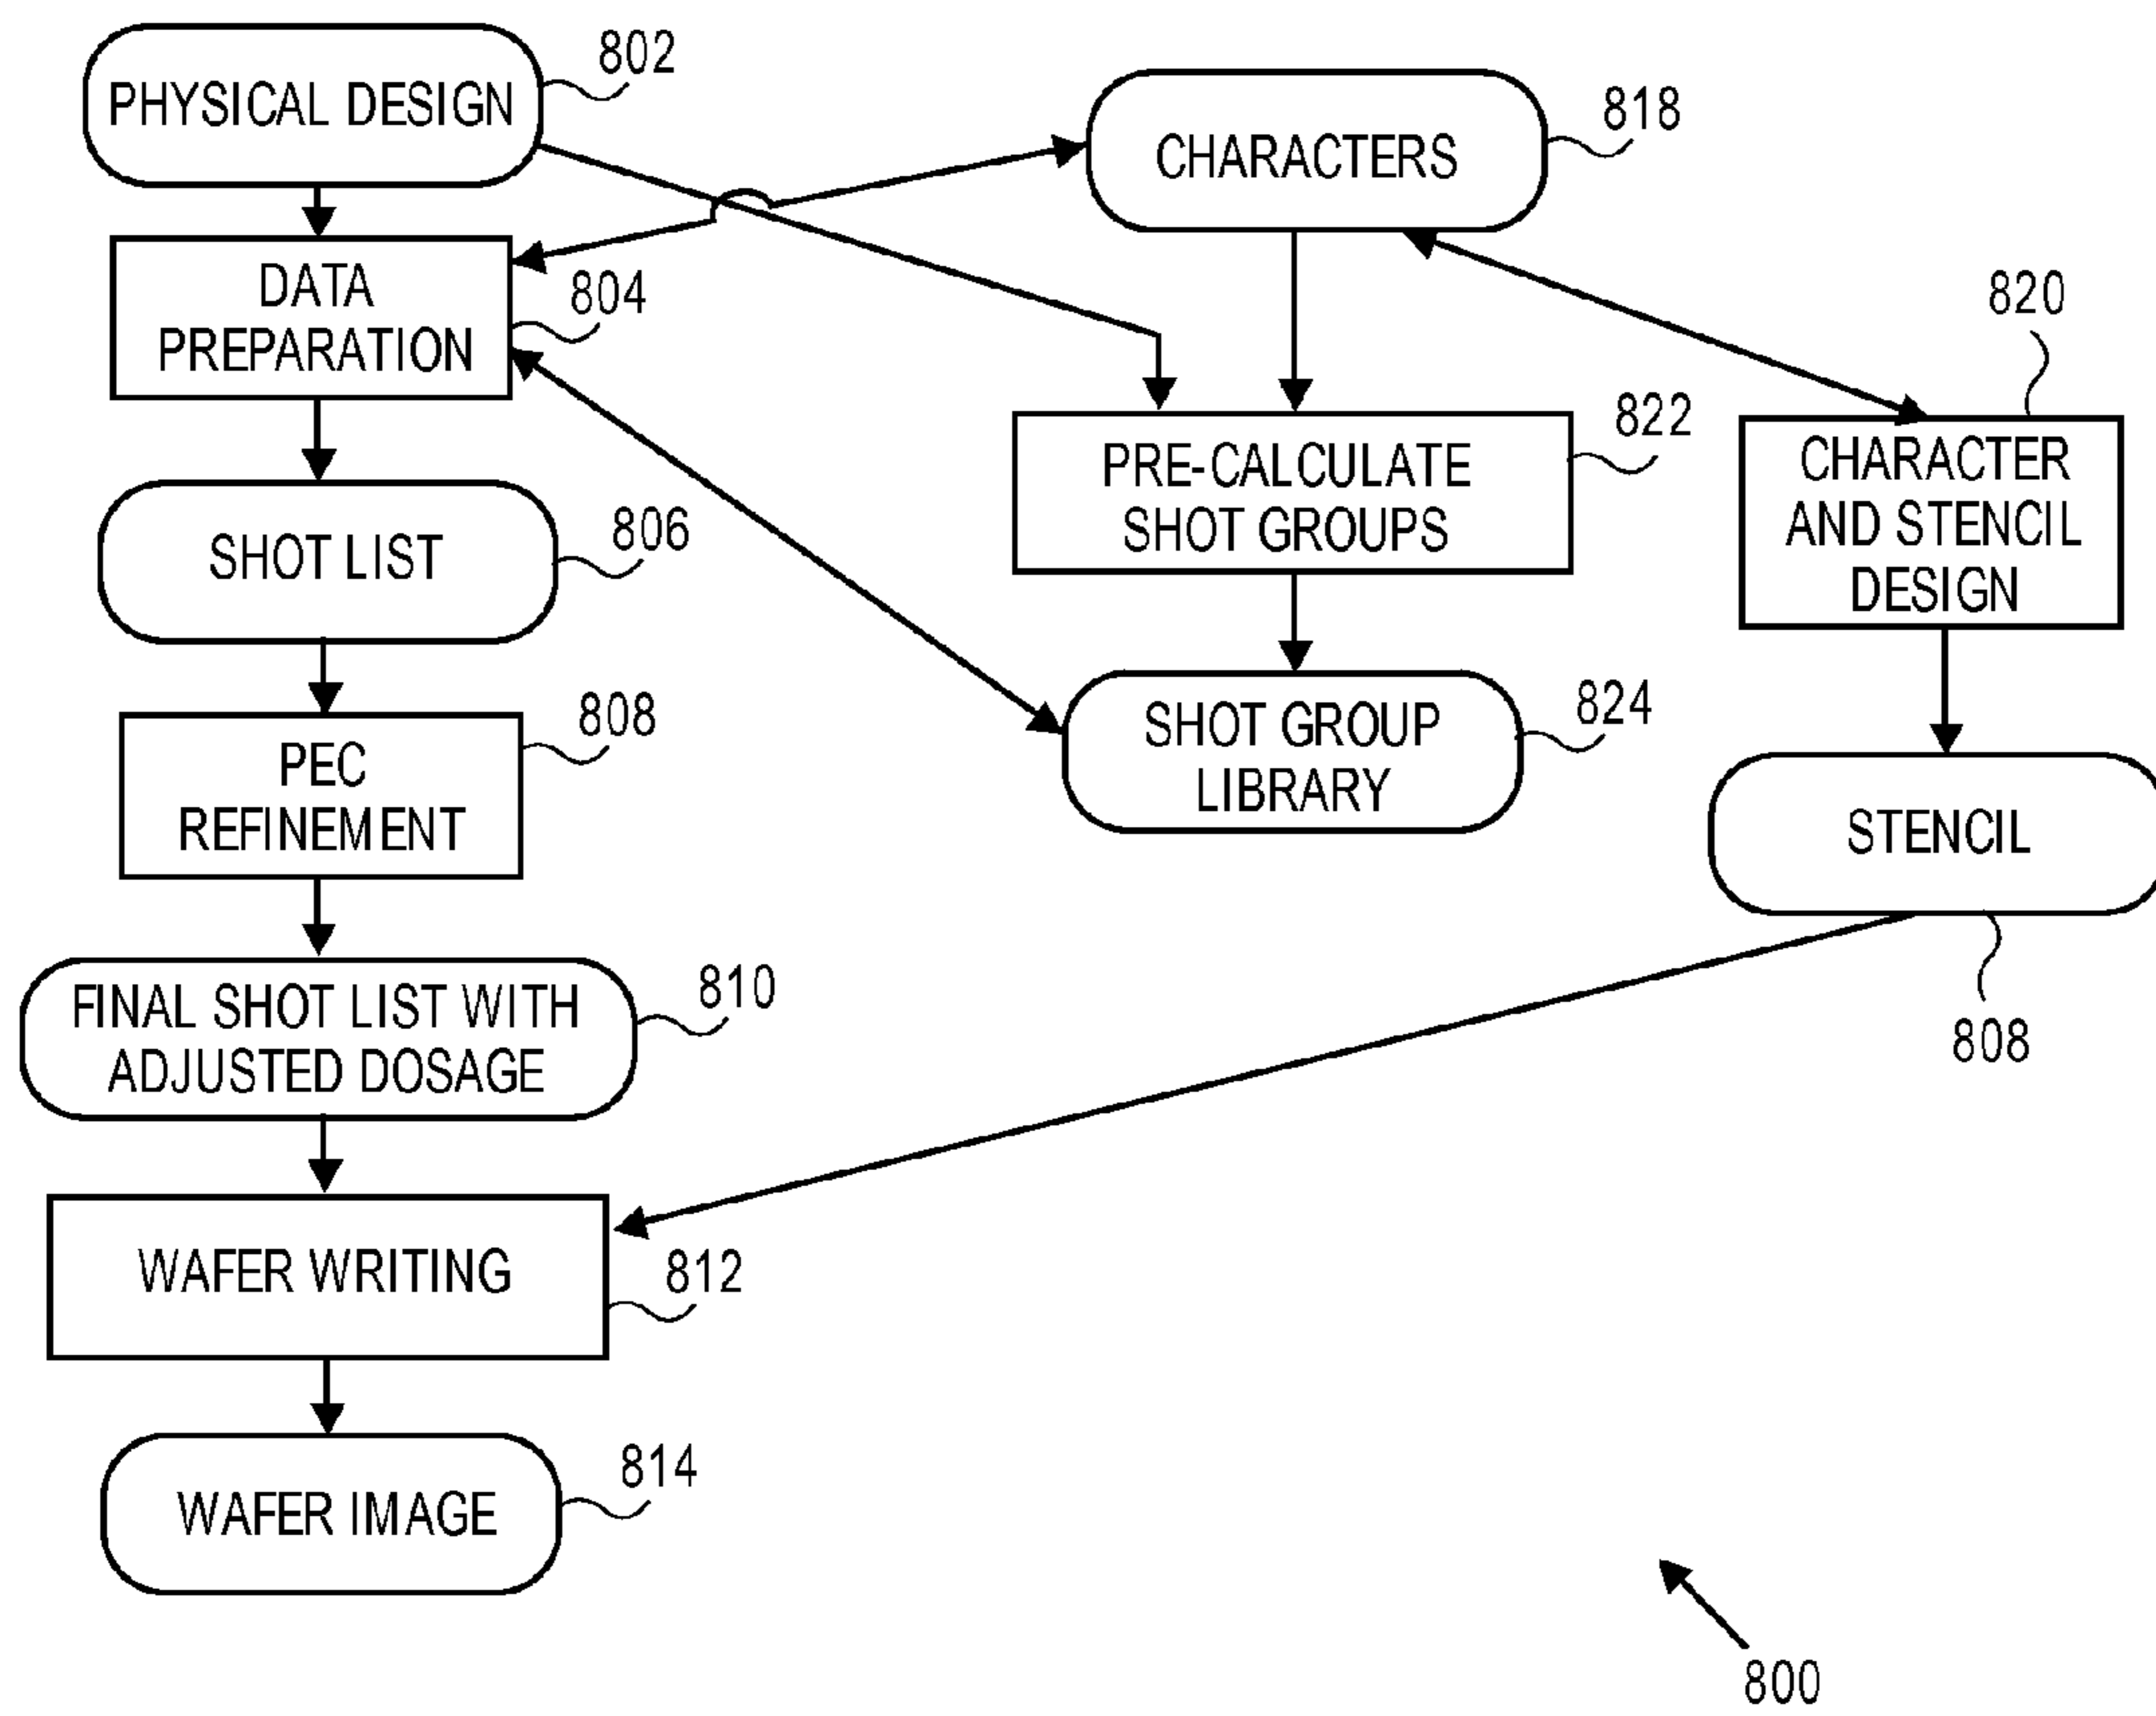 PHYSICAL DESIGN
802
DATA
PREPARATION
804
SHOT LIST
806
PEC
REFINEMENT
808
FINAL SHOT LIST WITH
ADJUSTED DOSAGE
810
WAFER WRITING
812
WAFER IMAGE
814
CHARACTERS
818
PRE-CALCULATE
SHOT GROUPS
822
SHOT GROUP
LIBRARY
824
820
CHARACTER
AND STENCIL
DESIGN
STENCIL
808
800